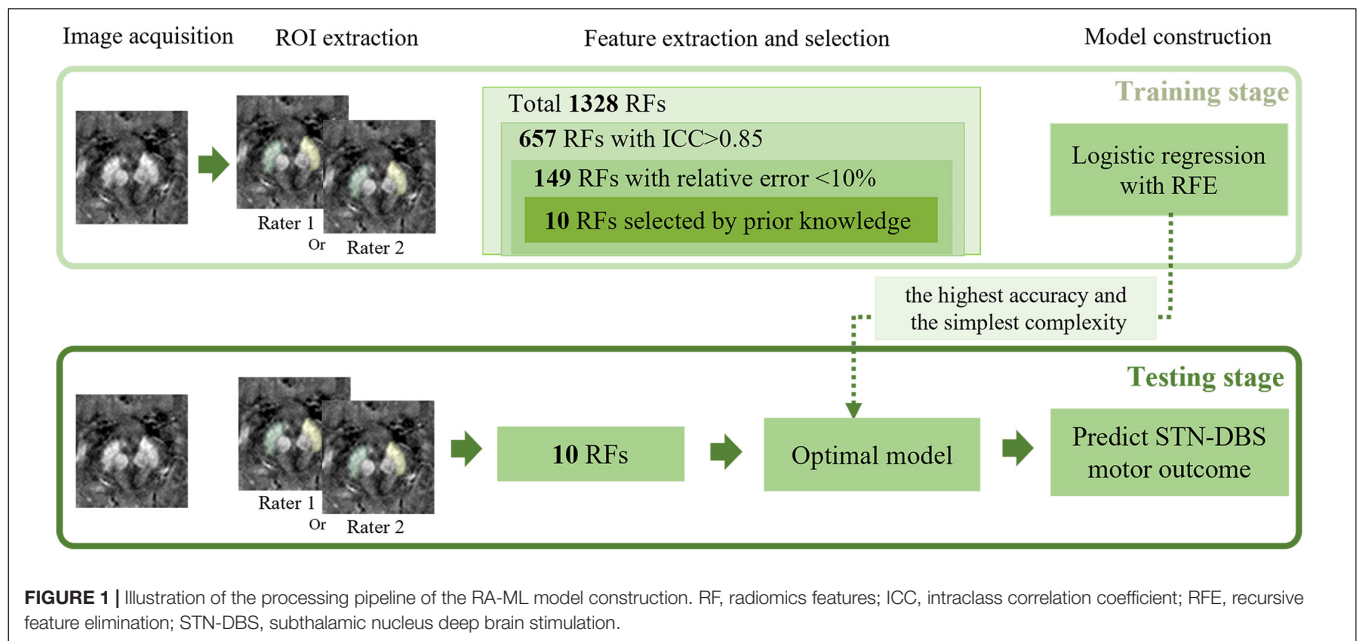 Image acquisition
ROI extraction
Feature extraction and selection
Model construction
Training stage
Rater 1
Or
Rater 2
Total 1328 RFs
657 RFs with ICC>0.85
149 RFs with relative error <10%
10 RFs selected by prior knowledge
Logistic regression
with RFE
the highest accuracy and
the simplest complexity
Testing stage
Rater 1
Or
Rater 2
10 RFs
Optimal model
Predict STN-DBS
motor outcome
FIGURE 1 | Illustration of the processing pipeline of the RA-ML model construction. RF, radiomics features; ICC, intraclass correlation coefficient; RFE, recursive
feature elimination; STN-DBS, subthalamic nucleus deep brain stimulation.